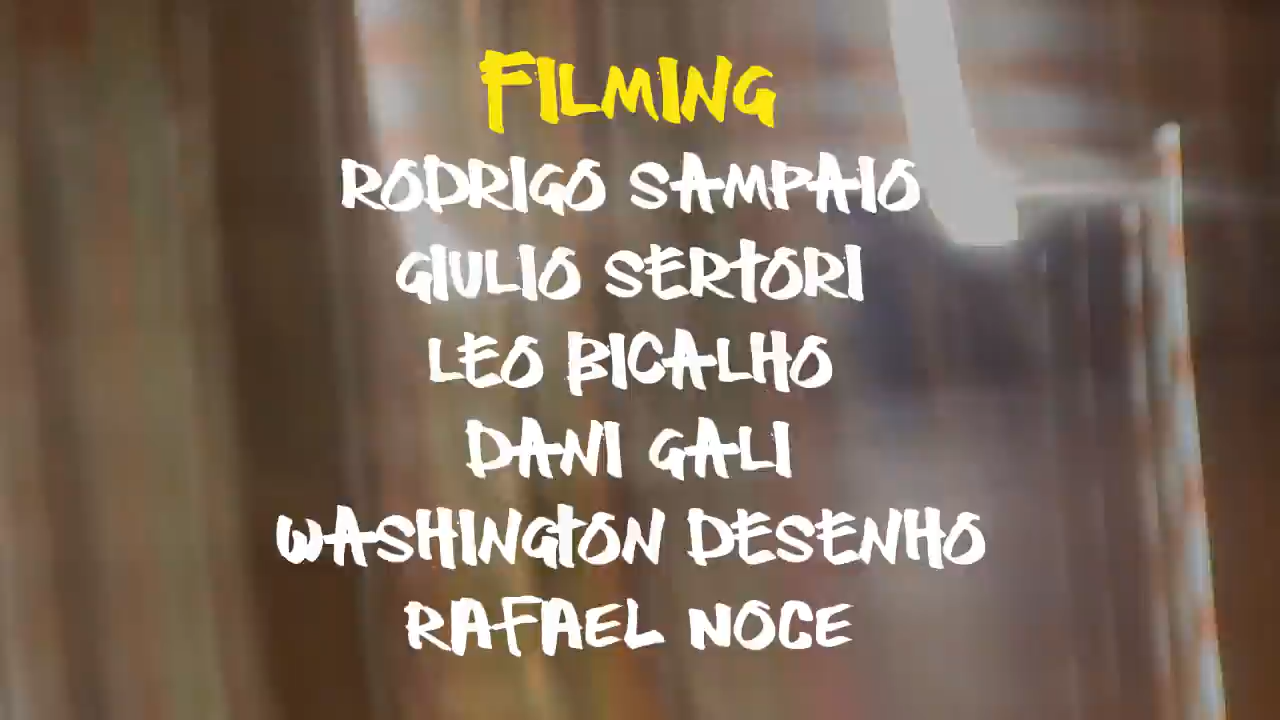 FILMING
RODRIGO SAMPAIO
GIULIO SERTORI
LEO BICALHO
DANI GALI
WASHINGTON DESENHO
RAFAEL NOCE